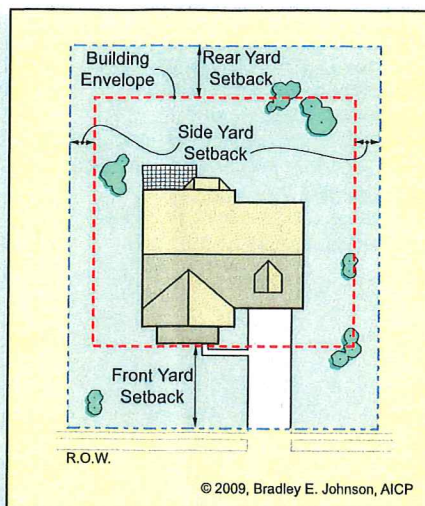 Building
Envelope
Rear Yard
Setback
Side Yard
Setback
Front Yard
Setback
R.O.W.
© 2009, Bradley E. Johnson, AICP